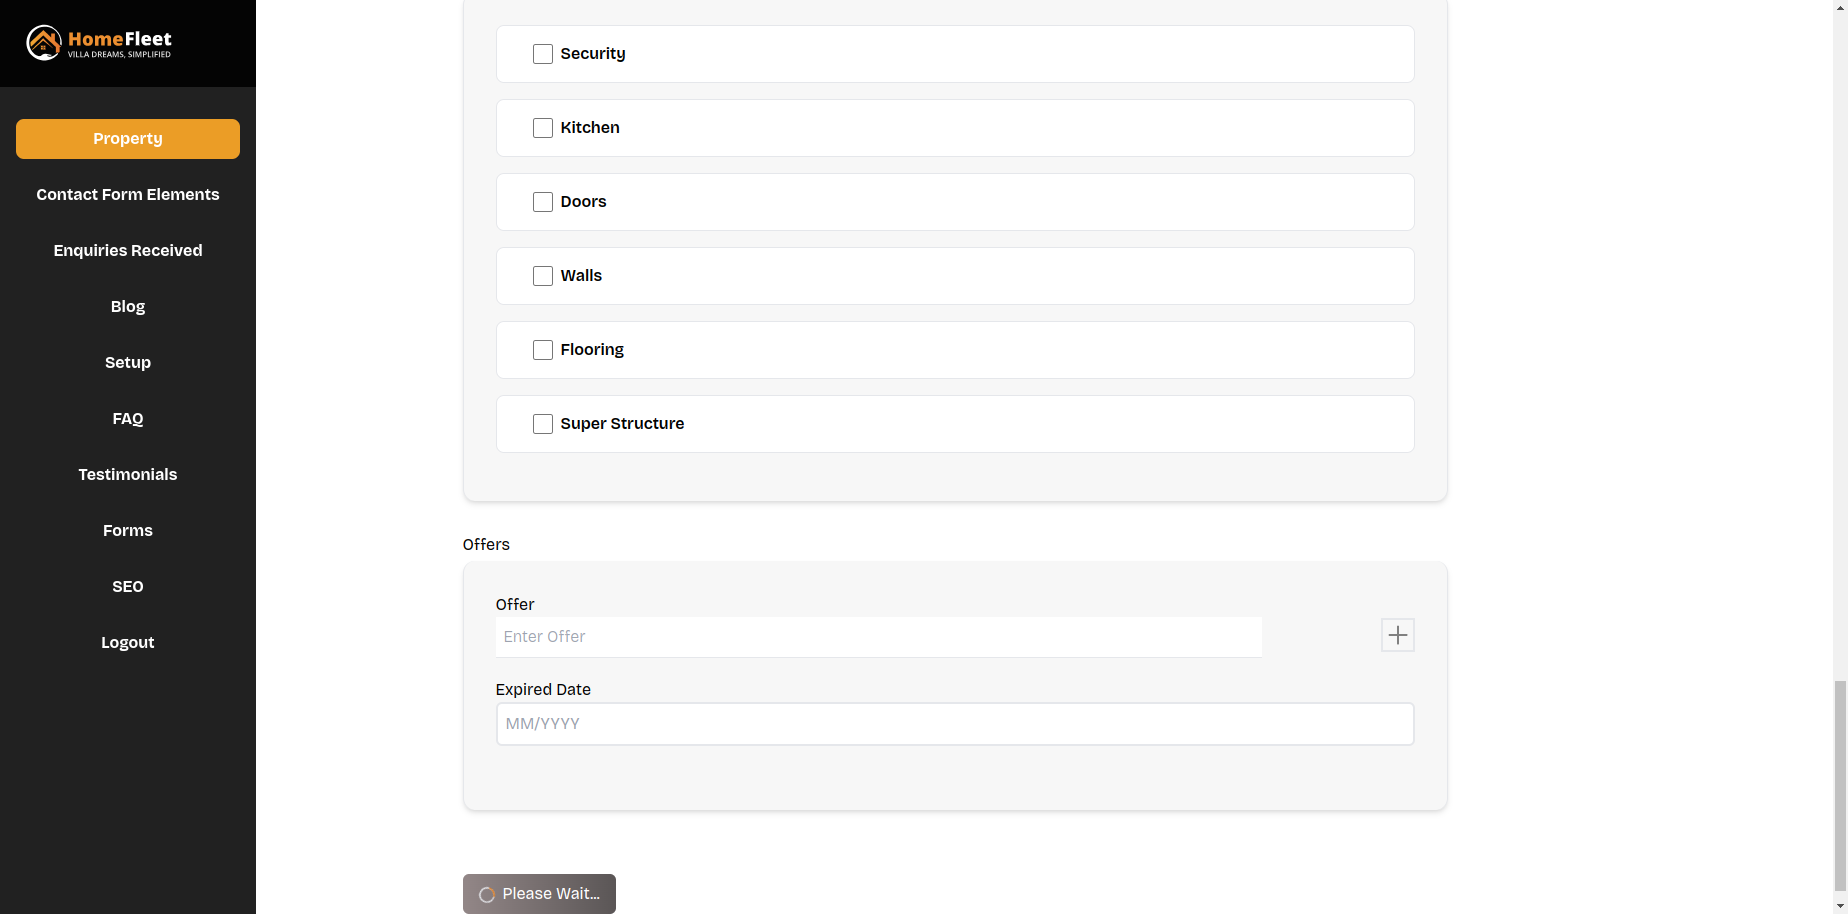 HomeFleet
VILLA DREAMS, SIMPLIFIED
Property
Contact Form Elements
Enquiries Received
Blog
Setup
FAQ
Testimonials
Forms
SEO
Logout
Security
Kitchen
Doors
Walls
Flooring
Super Structure
Offers
Offer
Enter Offer
Expired Date
MM/YYYY
Please Wait...